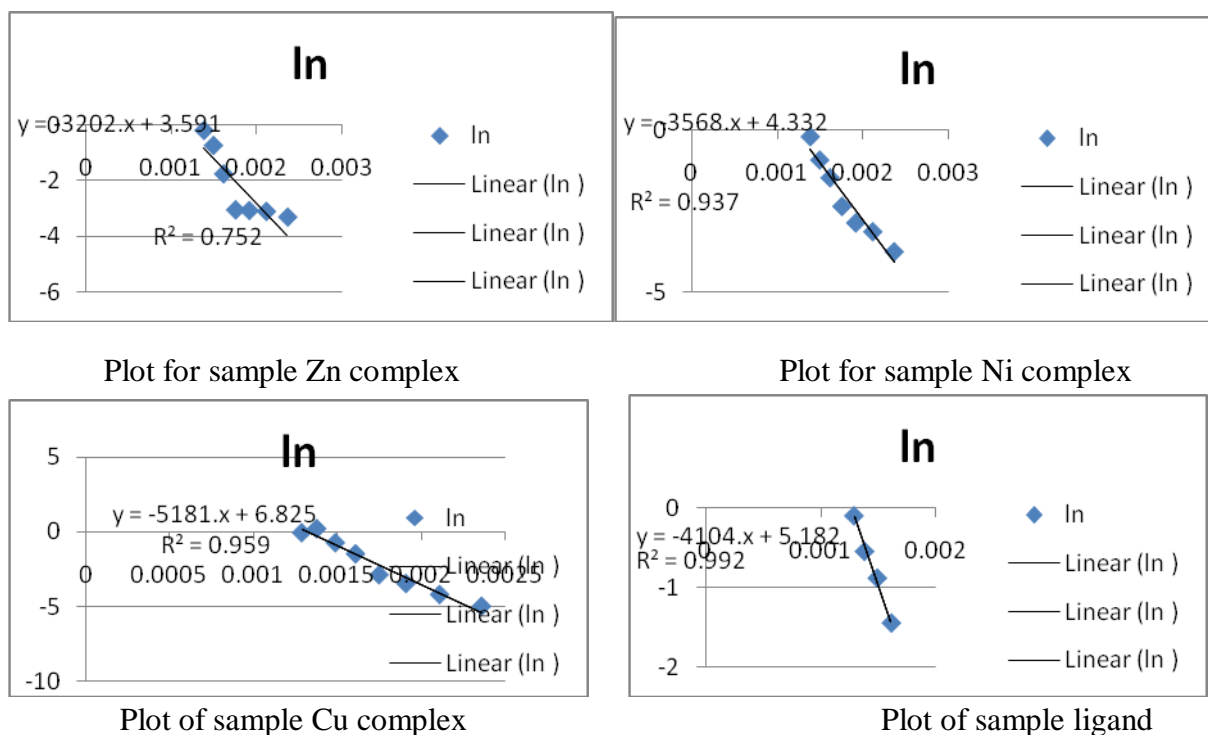 ln
y = -3202.x + 3.591
0
0 0.001 0.002 0.003
-2
R² = 0.752
-4
-6
ln
Linear (ln )
Linear (ln )
Linear (ln )
ln
y = -3568.x + 4.332
0
0 0.001 0.002 0.003
R² = 0.937
-5
ln
Linear (ln )
Linear (ln )
Linear (ln )
Plot for sample Zn complex
Plot for sample Ni complex
ln
5
y = -5181.x + 6.825
0
R² = 0.959
0 0.0005 0.001 0.0015 0.002 0.0025
-5
-10
ln
Linear (ln )
Linear (ln )
Linear (ln )
ln
0
y = -4104.x + 5.182
0 0.001 0.002
R² = 0.992
-1
-2
ln
Linear (ln )
Linear (ln )
Linear (ln )
Plot of sample Cu complex
Plot of sample ligand